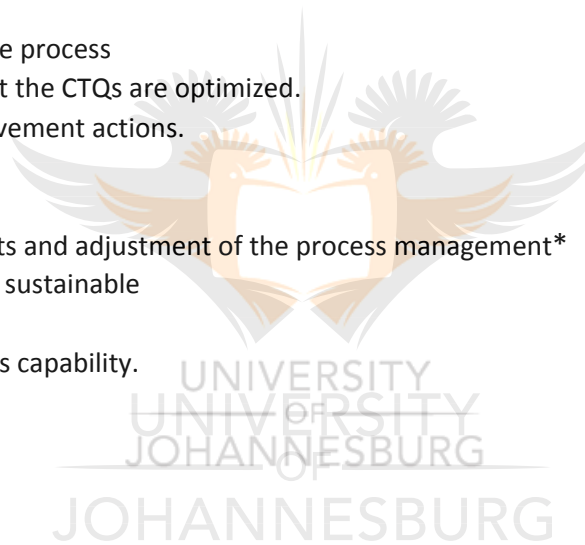 e process
t the CTQs are optimized.
vement actions.
ts and adjustment of the process management*
sustainable
s capability.
UNIVERSITY
OF
JOHANNESBURG
UNIVERSITY
OF
JOHANNESBURG